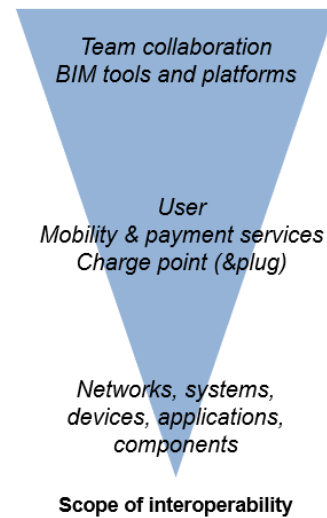 Team collaboration
BIM tools and platforms
User
Mobility & payment services
Charge point (&plug)
Networks, systems,
devices, applications,
components
Scope of interoperability